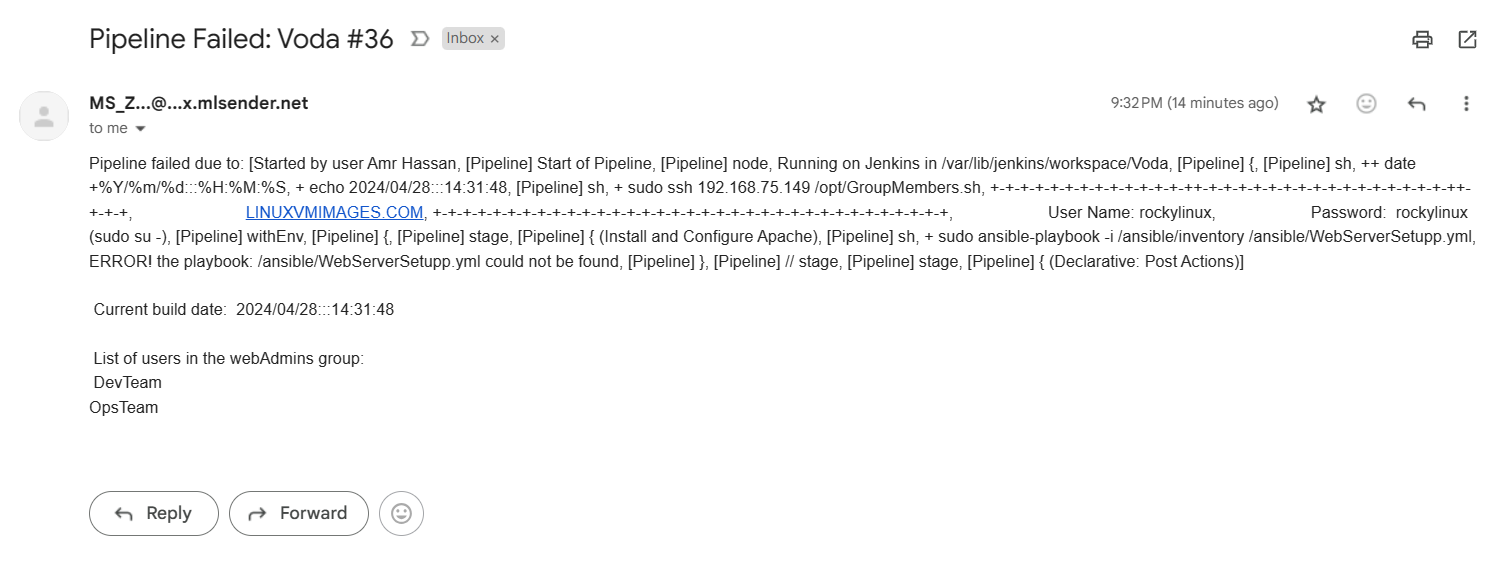 Pipeline Failed: Voda #36 Inbox ×
MS_Z...@...x.mlsender.net 9:32 PM (14 minutes ago)
to me
Pipeline failed due to: [Started by user Amr Hassan, [Pipeline] Start of Pipeline, [Pipeline] node, Running on Jenkins in /var/lib/jenkins/workspace/Voda, [Pipeline] {, [Pipeline] sh, ++ date
+%Y/%m/%d:::%H:%M:%S, + echo 2024/04/28:::14:31:48, [Pipeline] sh, + sudo ssh 192.168.75.149 /opt/GroupMembers.sh, +-+-+-+-+-+-+-+-+-+-+-+-+-+-++-+-+-+-+-+-+-+-+-+-+-+-+-+-+-+-+-+-++-
+-+-+, LINUXVMIMAGES.COM, +-+-+-+-+-+-+-+-+-+-+-+-+-+-+-+-+-+-+-+-+-+-+-+-+-+-+-+-+-+-+-+-+-+-+-+, User Name: rockylinux, Password: rockylinux
(sudo su -), [Pipeline] withEnv, [Pipeline] {, [Pipeline] stage, [Pipeline] { (Install and Configure Apache), [Pipeline] sh, + sudo ansible-playbook -i /ansible/inventory /ansible/WebServerSetupp.yml,
ERROR! the playbook: /ansible/WebServerSetupp.yml could not be found, [Pipeline] }, [Pipeline] // stage, [Pipeline] stage, [Pipeline] { (Declarative: Post Actions)]
Current build date: 2024/04/28:::14:31:48
List of users in the webAdmins group:
DevTeam
OpsTeam
Reply Forward